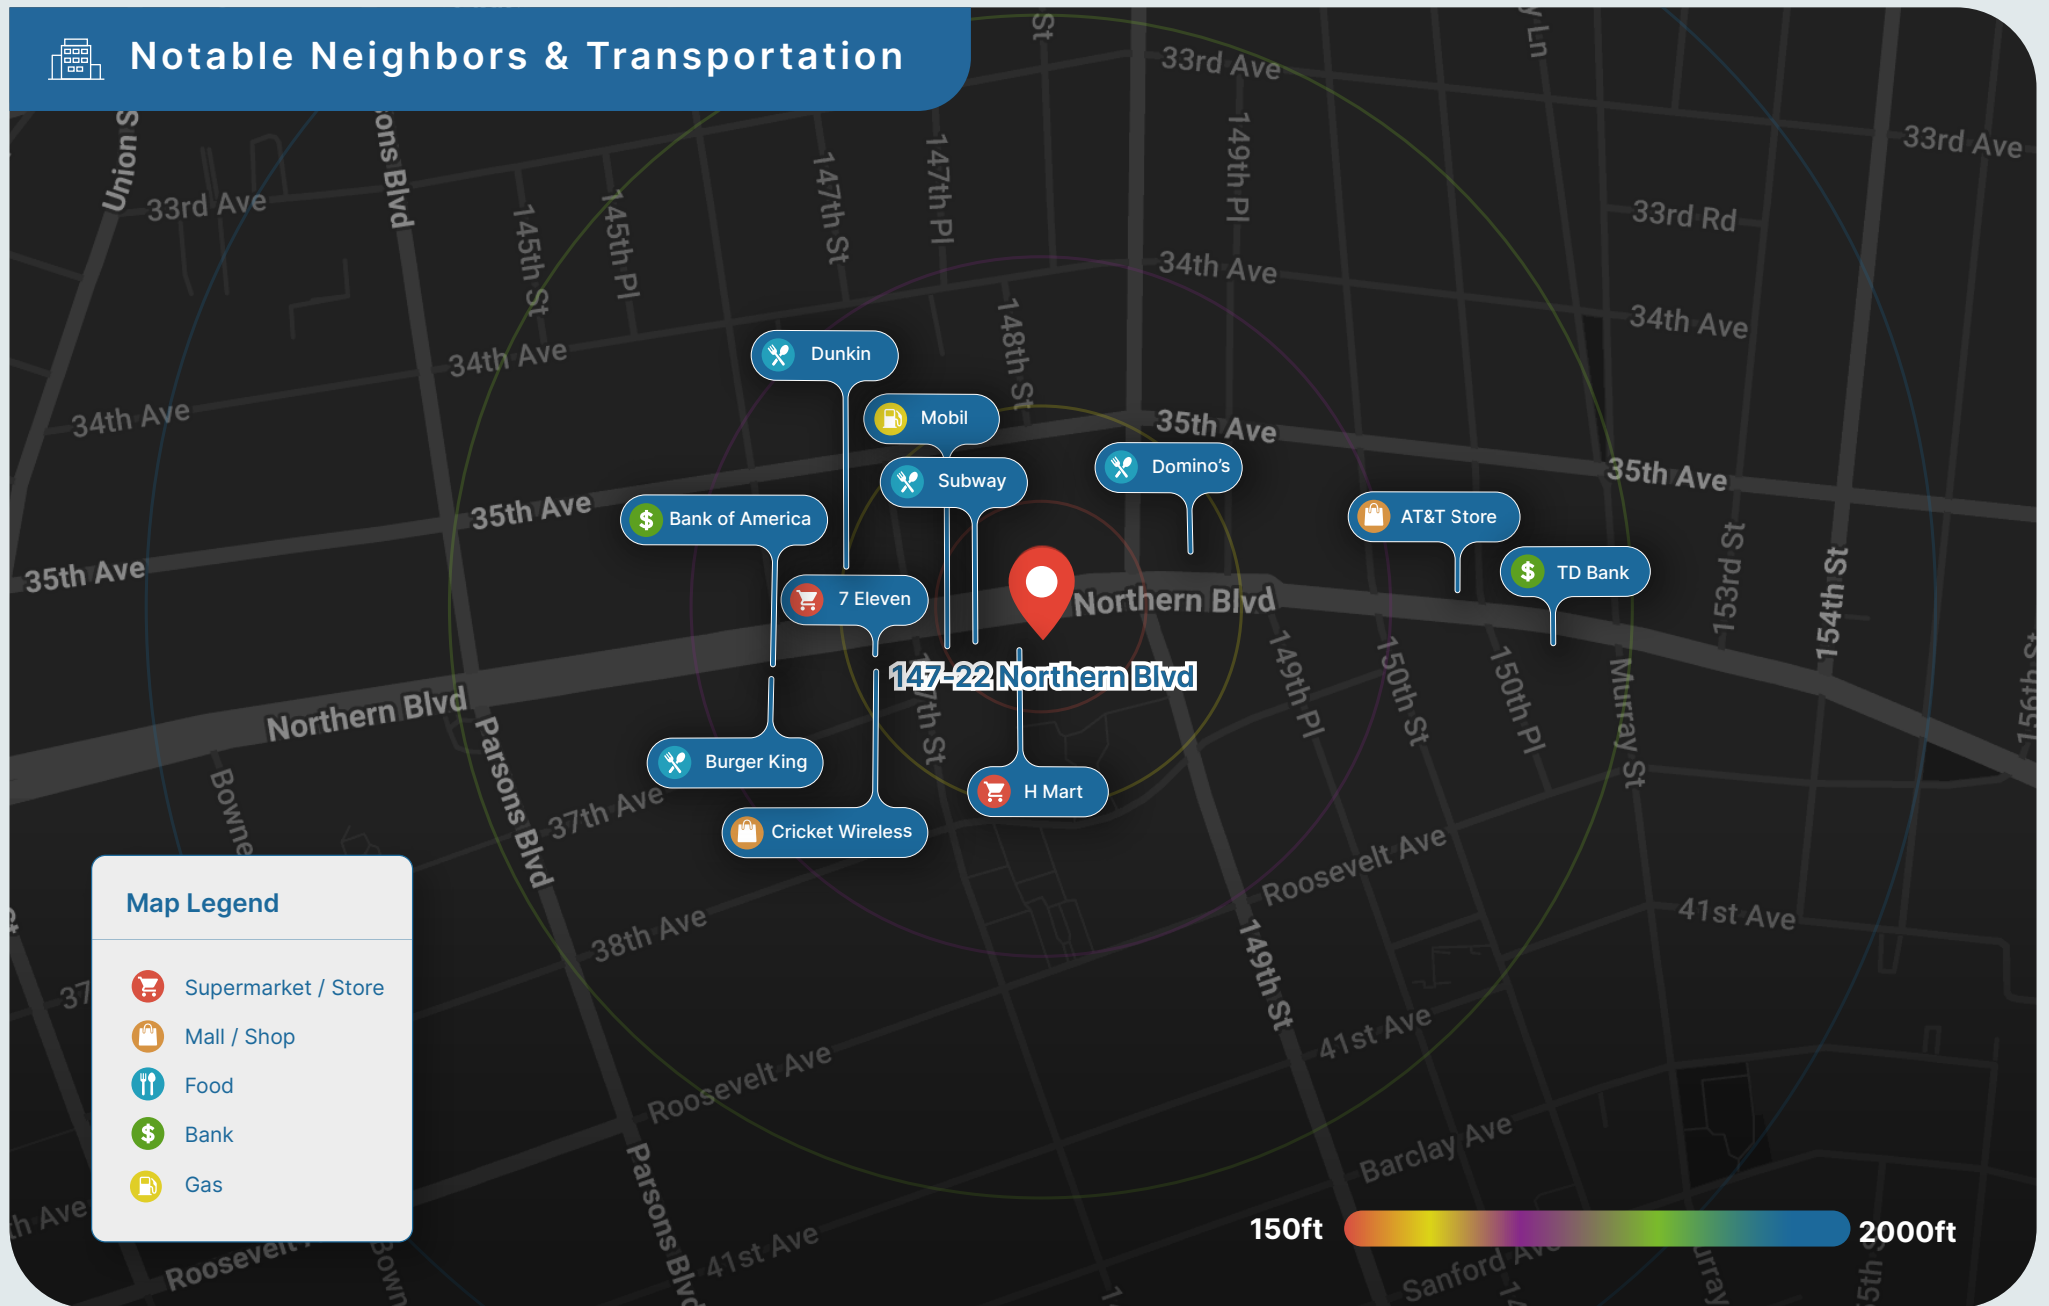 Notable Neighbors & Transportation
St
33rd Ave
33rd Ave
Union S
33rd Ave
147th St
147th Pl
149th Pl
145th St
145th Pl
33rd Rd
34th Ave
34th Ave
34th Ave
34th Ave
148th St
Dunkin
Mobil
Subway
Domino's
35th Ave
35th Ave
35th Ave
35th Ave
Bank of America
AT&T Store
TD Bank
7 Eleven
Northern Blvd
153rd St
154th St
147-22 Northern Blvd
149th Pl
150th St
150th Pl
Murray St
156th S
Northern Blvd
Parsons Blvd
Burger King
H Mart
Cricket Wireless
37th Ave
Bowne
Roosevelt Ave
38th Ave
41st Ave
149th St
41st Ave
Roosevelt Ave
Barclay Ave
Parsons Blvd
41st Ave
Sanford Ave
Roosevelt
Map Legend
Supermarket / Store
Mall / Shop
Food
Bank
Gas
150ft
2000ft